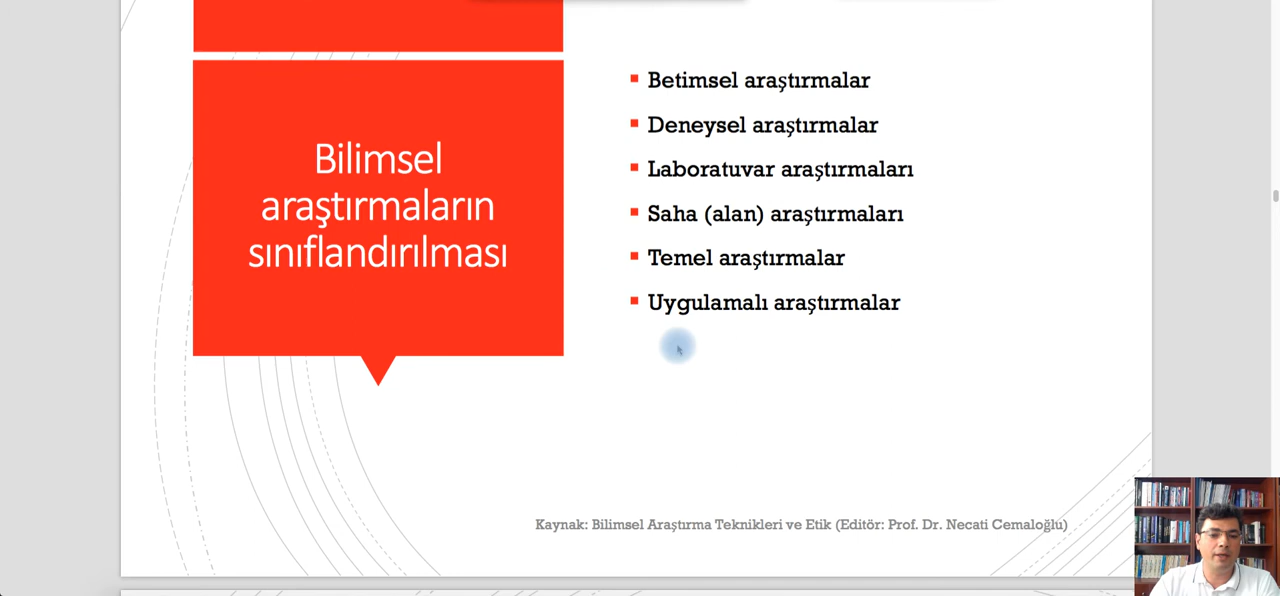 Bilimsel
araştırmaların
sınıflandırılması
Betimsel araştırmalar
Deneysel araştırmalar
Laboratuvar araştırmaları
Saha (alan) araştırmaları
Temel araştırmalar
Uygulamalı araştırmalar
Kaynak: Bilimsel Araştırma Teknikleri ve Etik (Editör: Prof. Dr. Necati Cemaloğlu)